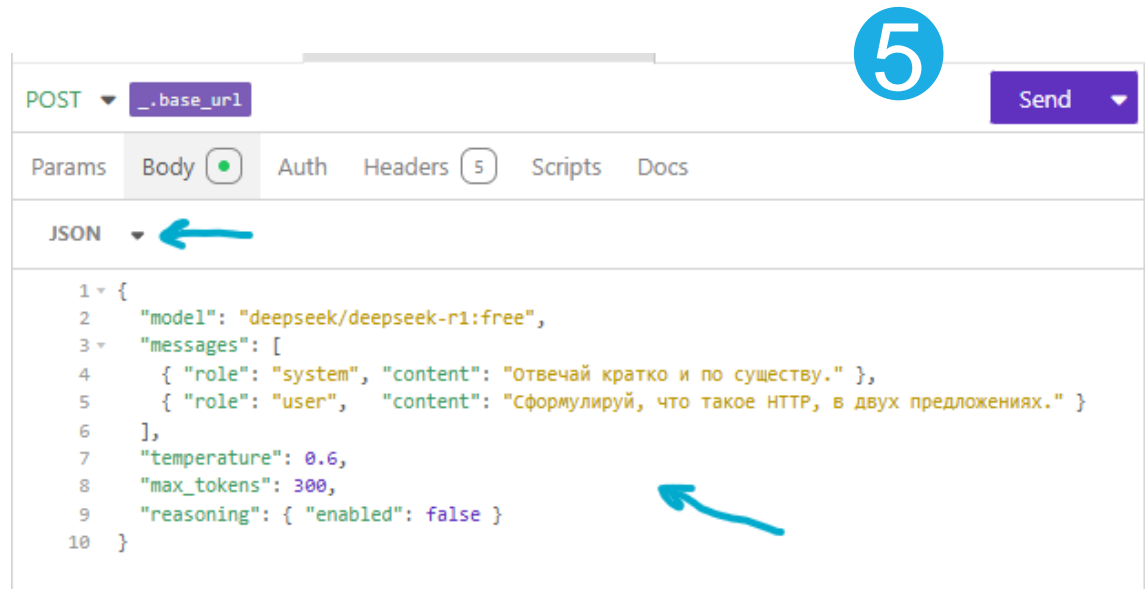 5
POST _.base_url Send
Params Body Auth Headers 5 Scripts Docs
JSON
1 {
2 "model": "deepseek/deepseek-r1:free",
3 "messages": [
4 { "role": "system", "content": "Отвечай кратко и по существу." },
5 { "role": "user", "content": "Сформулируй, что такое HTTP, в двух предложениях." }
6 ],
7 "temperature": 0.6,
8 "max_tokens": 300,
9 "reasoning": { "enabled": false }
10 }